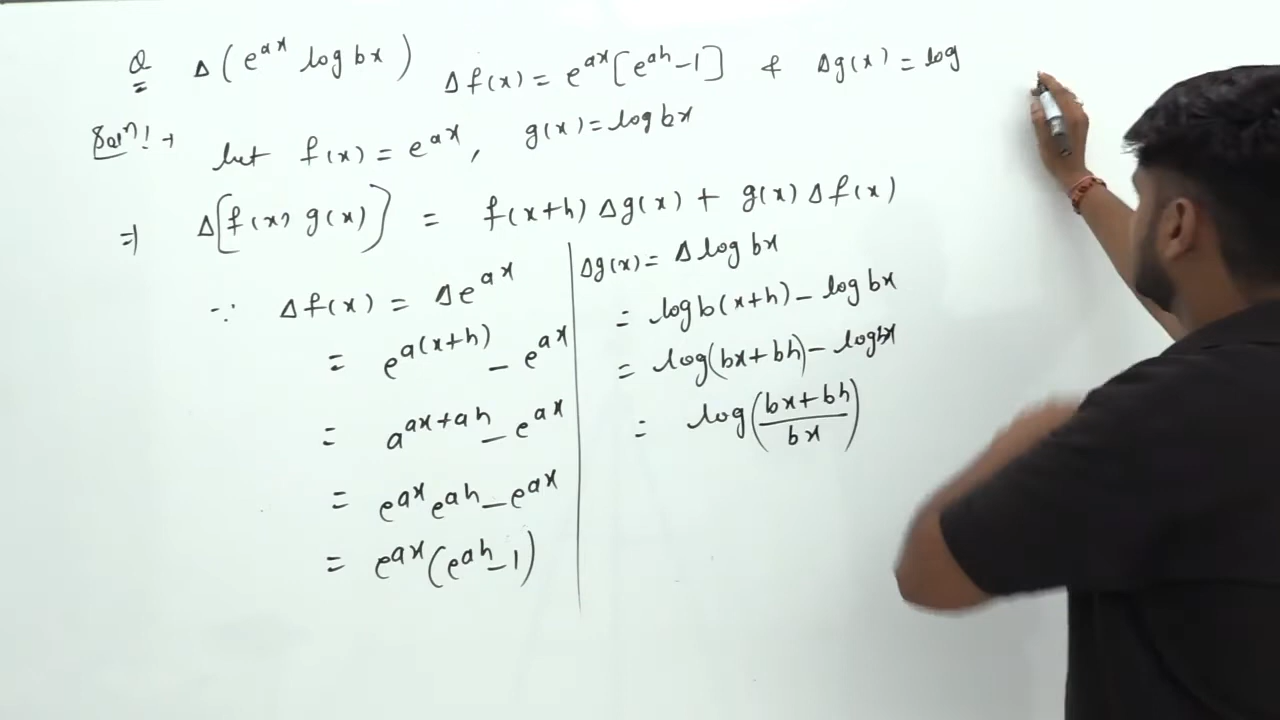 Q Δ(e^{ax} log bx) Δf(x) = e^{ax}[e^{ah}-1] & Δg(x) = log
Sol^n! → let f(x) = e^{ax}, g(x) = log bx
⇒ Δ[f(x) g(x)] = f(x+h) Δg(x) + g(x) Δf(x)
∵ Δf(x) = Δe^{ax}
= e^{a(x+h)} - e^{ax}
= a^{ax+ah} - e^{ax}
= e^{ax} e^{ah} - e^{ax}
= e^{ax}(e^{ah}-1)
Δg(x) = Δ log bx
= log b(x+h) - log bx
= log(bx+bh) - log bx
= log((bx+bh)/bx)